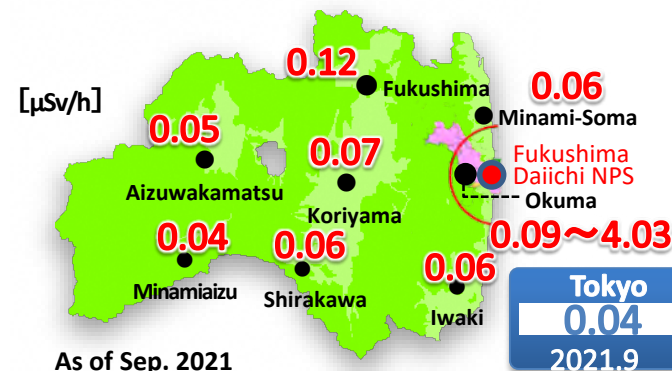 0.12
Fukushima
[μSv/h]
0.06
Minami-Soma
0.05
Aizuwakamatsu
0.07
Koriyama
Fukushima
Daiichi NPS
Okuma
0.09～4.03
0.04
Minamiaizu
0.06
Shirakawa
0.06
Iwaki
Tokyo
0.04
2021.9
As of Sep. 2021